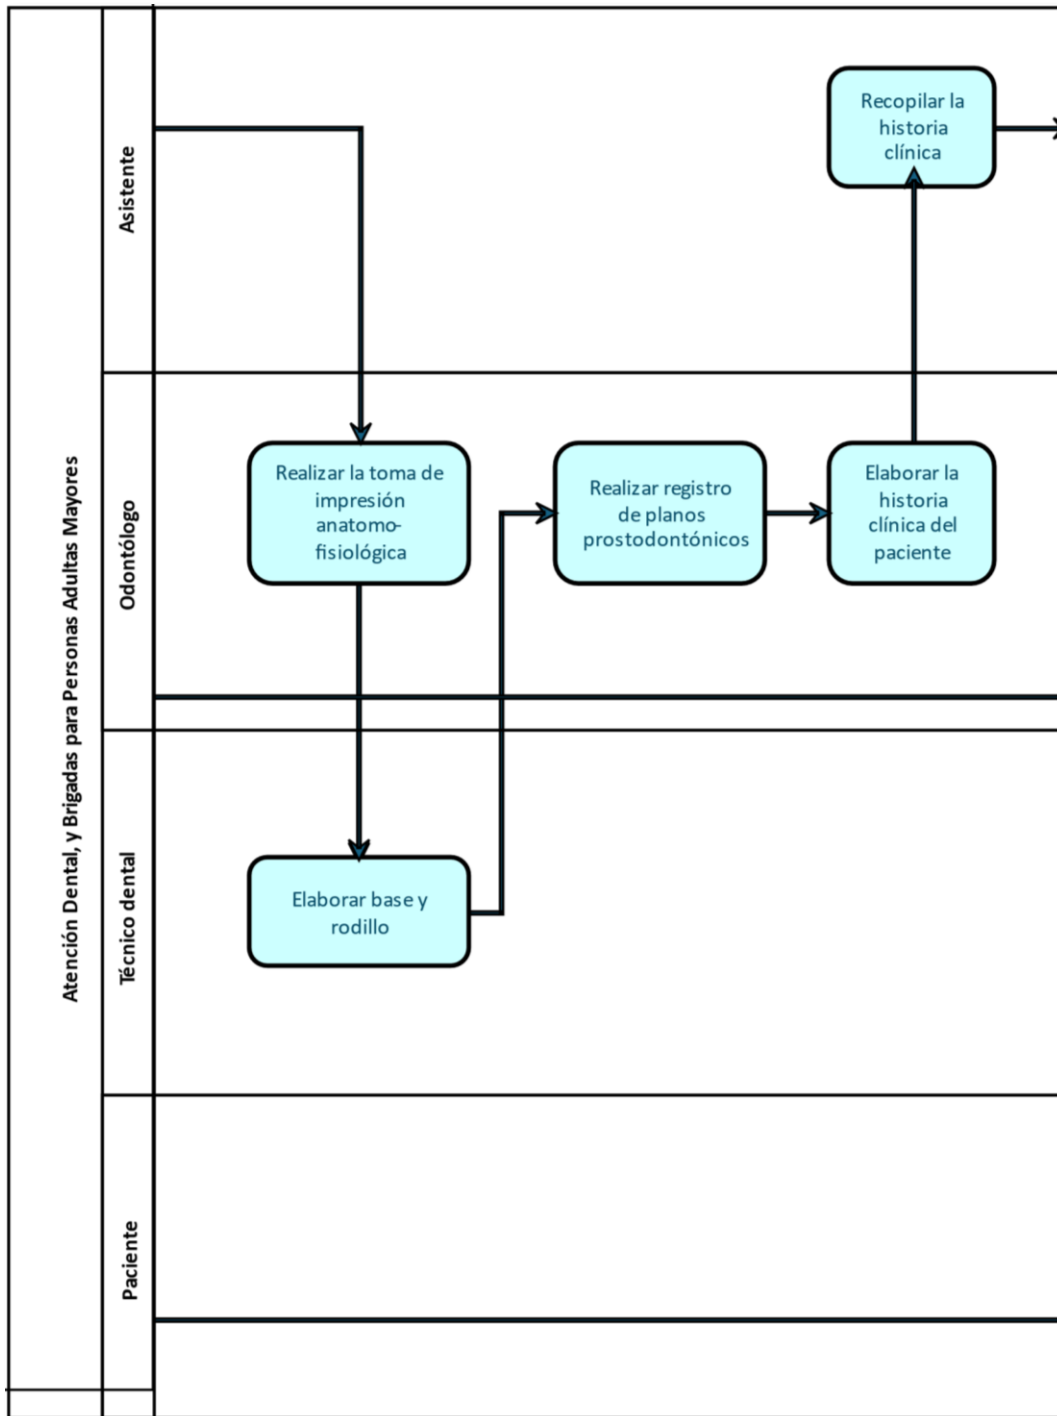 Atención Dental, y Brigadas para Personas Adultas Mayores
Asistente
Recopilar la
historia
clínica
Odontólogo
Realizar la toma de
impresión
anatomo-
fisiológica
Realizar registro
de planos
prostodontónicos
Elaborar la
historia
clínica del
paciente
Técnico dental
Elaborar base y
rodillo
Paciente